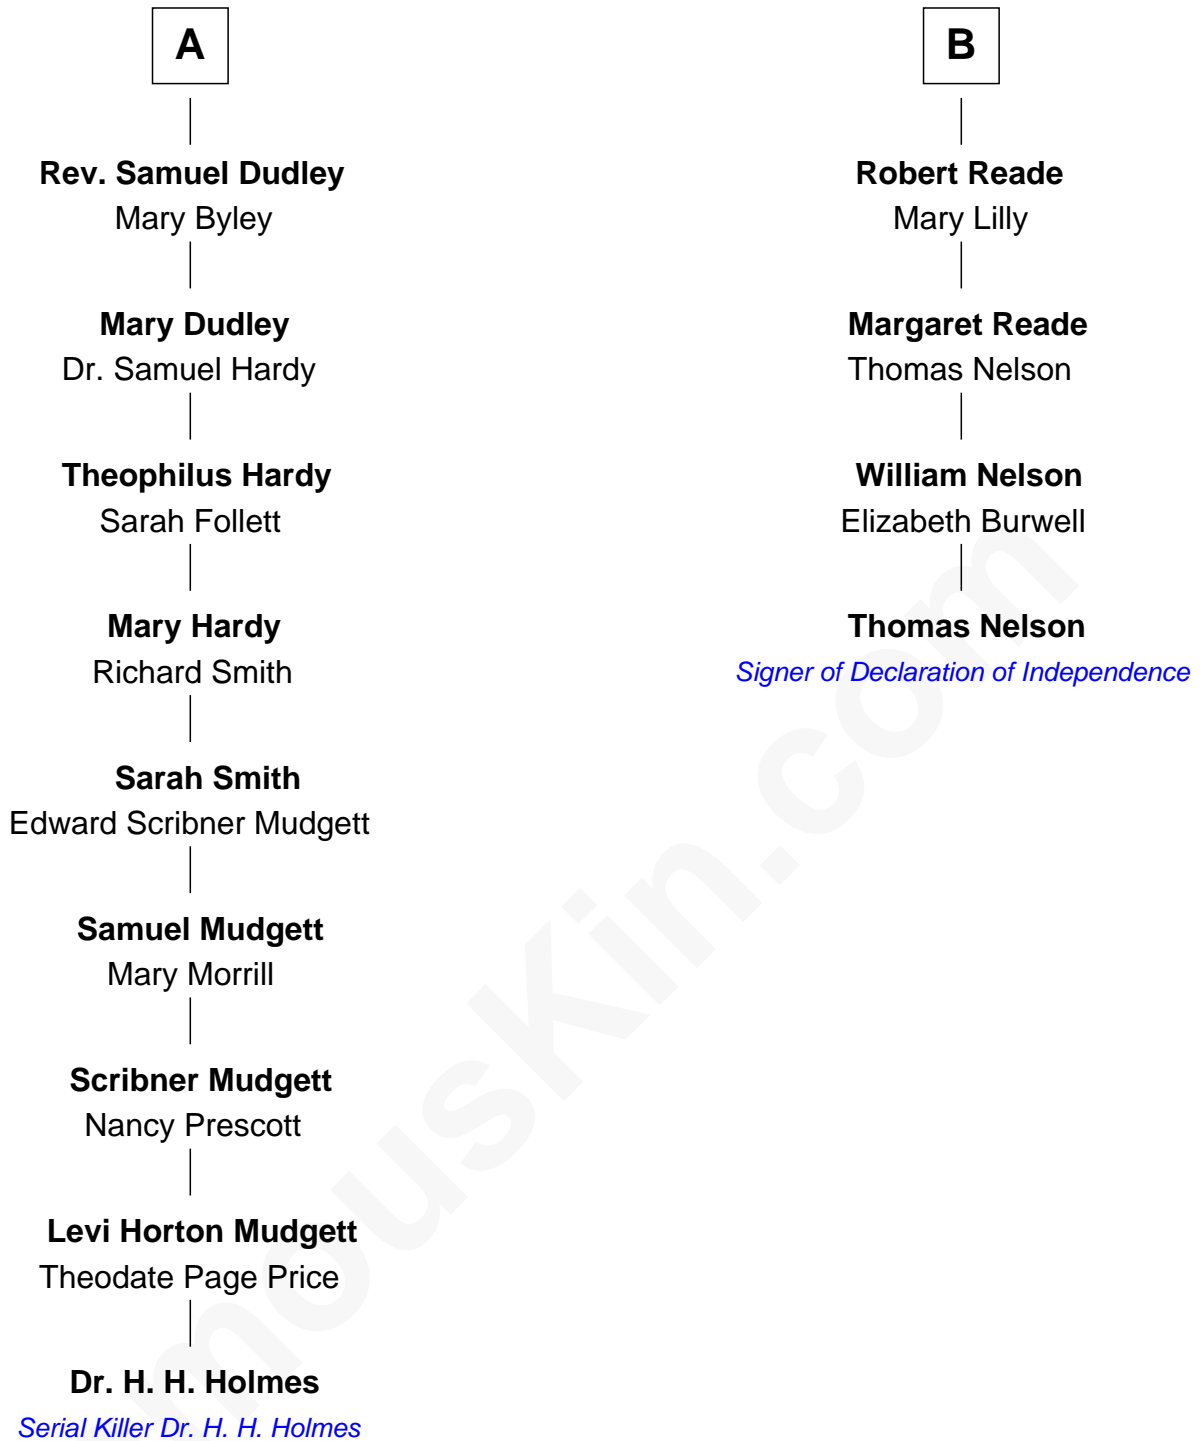 A
Rev. Samuel Dudley
Mary Byley
Mary Dudley
Dr. Samuel Hardy
Theophilus Hardy
Sarah Follett
Mary Hardy
Richard Smith
Sarah Smith
Edward Scribner Mudgett
Samuel Mudgett
Mary Morrill
Scribner Mudgett
Nancy Prescott
Levi Horton Mudgett
Theodate Page Price
Dr. H. H. Holmes
Serial Killer Dr. H. H. Holmes
B
Robert Reade
Mary Lilly
Margaret Reade
Thomas Nelson
William Nelson
Elizabeth Burwell
Thomas Nelson
Signer of Declaration of Independence
mousKin.com